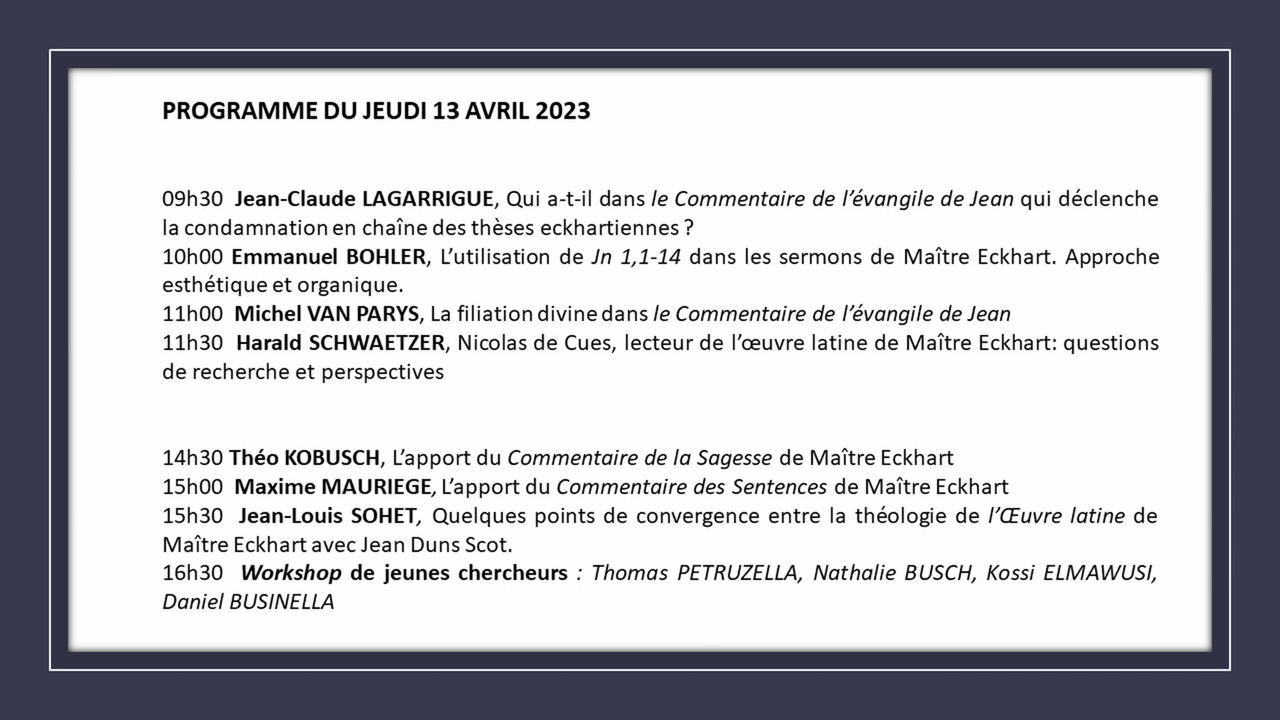 PROGRAMME DU JEUDI 13 AVRIL 2023
09h30 Jean-Claude LAGARRIGUE, Qui a-t-il dans le Commentaire de l’évangile de Jean qui déclenche
la condamnation en chaîne des thèses eckhartiennes ?
10h00 Emmanuel BOHLER, L’utilisation de Jn 1,1-14 dans les sermons de Maître Eckhart. Approche
esthétique et organique.
11h00 Michel VAN PARYS, La filiation divine dans le Commentaire de l’évangile de Jean
11h30 Harald SCHWAETZER, Nicolas de Cues, lecteur de l’œuvre latine de Maître Eckhart: questions
de recherche et perspectives
14h30 Théo KOBUSCH, L’apport du Commentaire de la Sagesse de Maître Eckhart
15h00 Maxime MAURIEGE, L’apport du Commentaire des Sentences de Maître Eckhart
15h30 Jean-Louis SOHET, Quelques points de convergence entre la théologie de l’Œuvre latine de
Maître Eckhart avec Jean Duns Scot.
16h30 Workshop de jeunes chercheurs : Thomas PETRUZELLA, Nathalie BUSCH, Kossi ELMAWUSI,
Daniel BUSINELLA